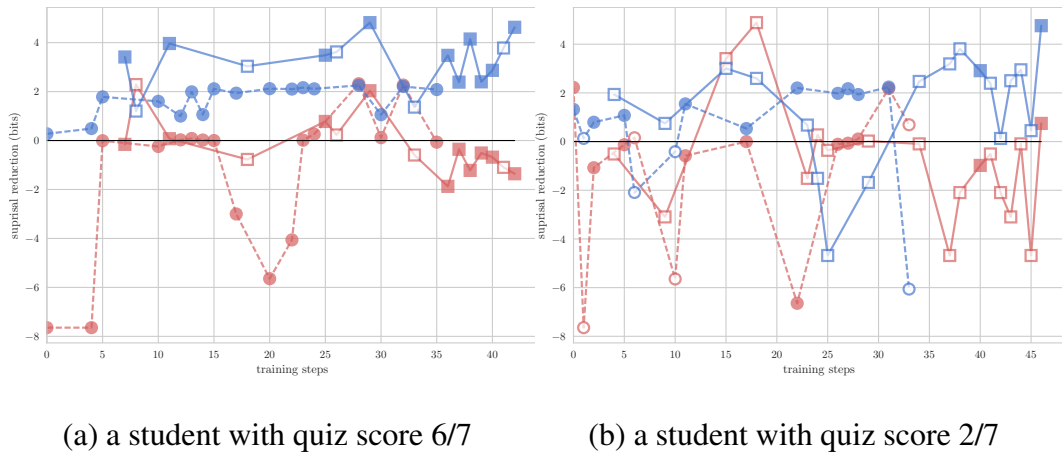 4
2
0
−2
−4
−6
−8
suprisal reduction (bits)
0 5 10 15 20 25 30 35 40
training steps
4
2
0
−2
−4
−6
−8
suprisal reduction (bits)
0 5 10 15 20 25 30 35 40 45
training steps
(a) a student with quiz score 6/7
(b) a student with quiz score 2/7